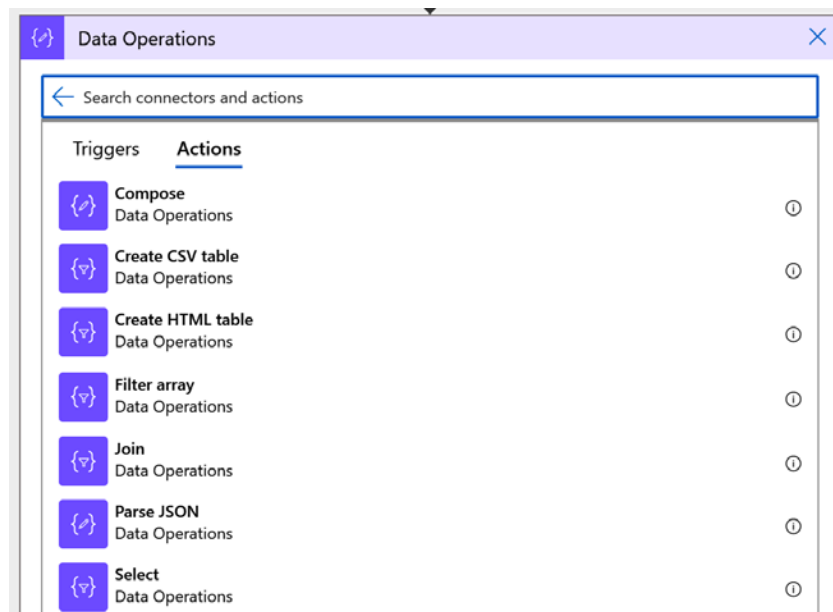 Data Operations
Search connectors and actions
Triggers Actions
Compose
Data Operations
Create CSV table
Data Operations
Create HTML table
Data Operations
Filter array
Data Operations
Join
Data Operations
Parse JSON
Data Operations
Select
Data Operations